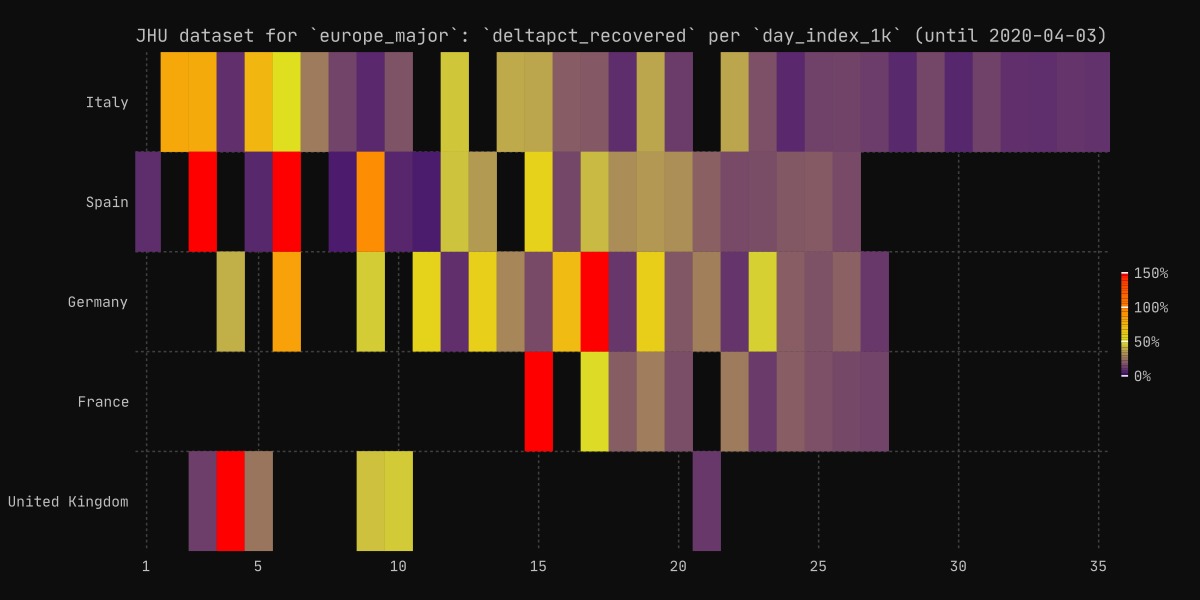 JHU dataset for `europe_major`: `deltapct_recovered` per `day_index_1k` (until 2020-04-03)
Italy
Spain
Germany
France
United Kingdom
150%
100%
50%
0%
1 5 10 15 20 25 30 35